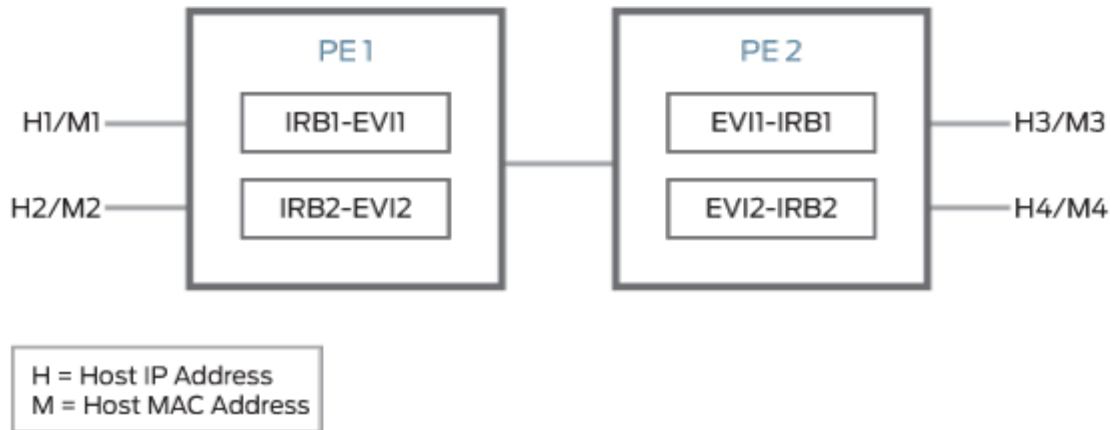 PE 1
PE 2
H1/M1
IRB1-EVI1
EVI1-IRB1
H3/M3
H2/M2
IRB2-EVI2
EVI2-IRB2
H4/M4
H = Host IP Address
M = Host MAC Address